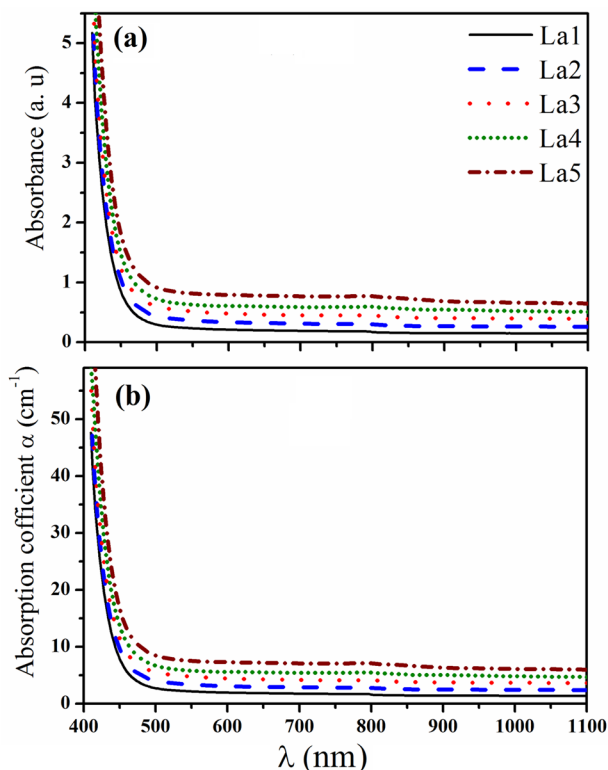 (a)
La1
La2
La3
La4
La5
Absorbance (a. u)
5
4
3
2
1
0
(b)
Absorption cofficient α (cm⁻¹)
50
40
30
20
10
0
400 500 600 700 800 900 1000 1100
λ (nm)